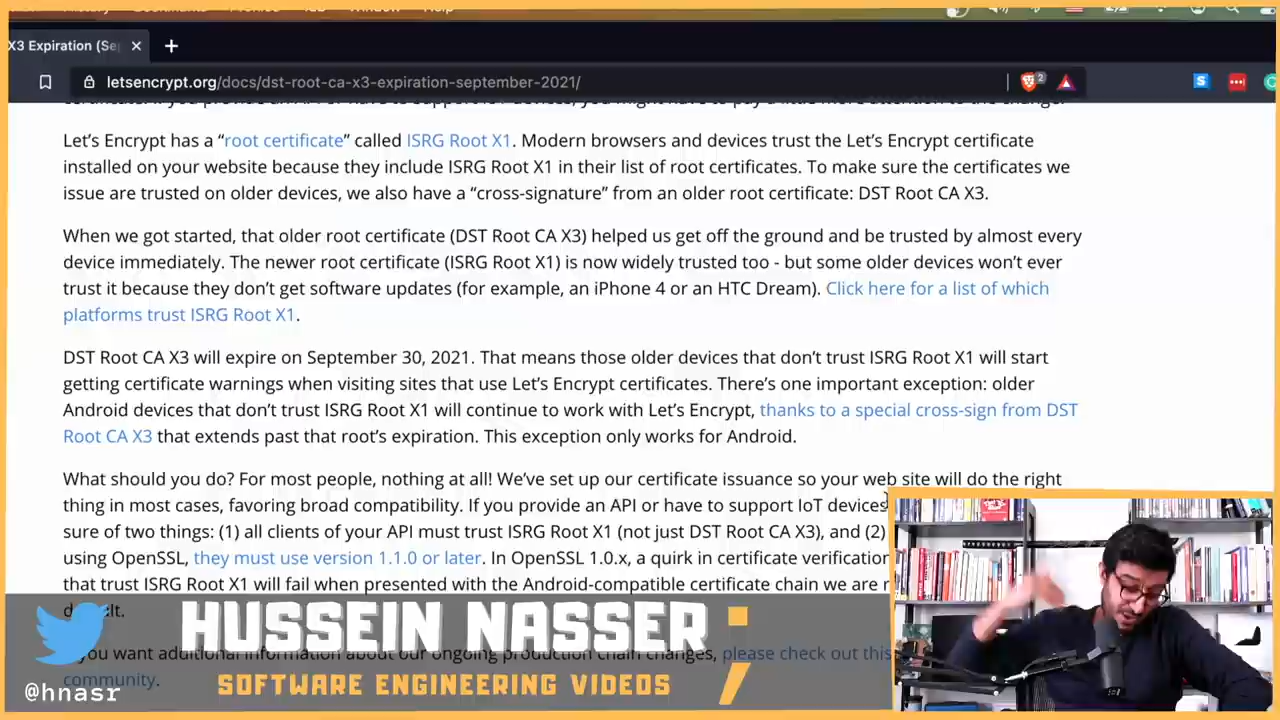 X3 Expiration (Se
letsencrypt.org/docs/dst-root-ca-x3-expiration-september-2021/
2
Let’s Encrypt has a “root certificate” called ISRG Root X1. Modern browsers and devices trust the Let’s Encrypt certificate
installed on your website because they include ISRG Root X1 in their list of root certificates. To make sure the certificates we
issue are trusted on older devices, we also have a “cross-signature” from an older root certificate: DST Root CA X3.
When we got started, that older root certificate (DST Root CA X3) helped us get off the ground and be trusted by almost every
device immediately. The newer root certificate (ISRG Root X1) is now widely trusted too - but some older devices won’t ever
trust it because they don’t get software updates (for example, an iPhone 4 or an HTC Dream). Click here for a list of which
platforms trust ISRG Root X1.
DST Root CA X3 will expire on September 30, 2021. That means those older devices that don’t trust ISRG Root X1 will start
getting certificate warnings when visiting sites that use Let’s Encrypt certificates. There’s one important exception: older
Android devices that don’t trust ISRG Root X1 will continue to work with Let’s Encrypt, thanks to a special cross-sign from DST
Root CA X3 that extends past that root’s expiration. This exception only works for Android.
What should you do? For most people, nothing at all! We’ve set up our certificate issuance so your web site will do the right
thing in most cases, favoring broad compatibility. If you provide an API or have to support IoT devices
sure of two things: (1) all clients of your API must trust ISRG Root X1 (not just DST Root CA X3), and (2)
using OpenSSL, they must use version 1.1.0 or later. In OpenSSL 1.0.x, a quirk in certificate verification
that trust ISRG Root X1 will fail when presented with the Android-compatible certificate chain we are
HUSSEIN NASSER ;
you want additional information about our ongoing production chain changes, please check out this
community.
SOFTWARE ENGINEERING VIDEOS
@hnasr